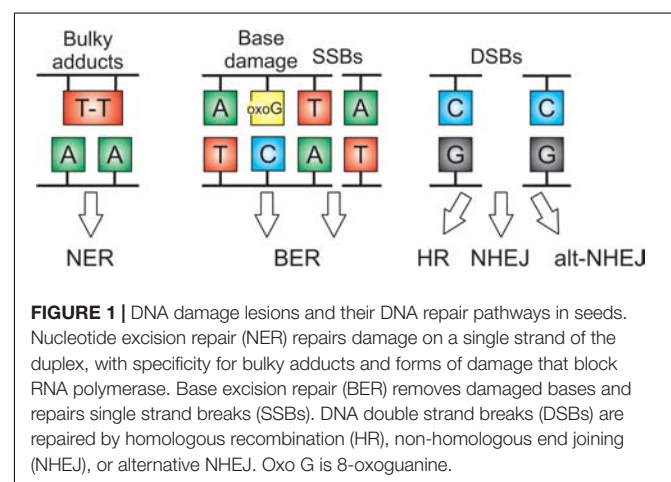 Bulky adducts
Base damage
SSBs
DSBs
T-T
A A
A oxoG T A
T C A T
C C
G G
NER
BER
HR NHEJ alt-NHEJ
FIGURE 1 | DNA damage lesions and their DNA repair pathways in seeds.
Nucleotide excision repair (NER) repairs damage on a single strand of the
duplex, with specificity for bulky adducts and forms of damage that block
RNA polymerase. Base excision repair (BER) removes damaged bases and
repairs single strand breaks (SSBs). DNA double strand breaks (DSBs) are
repaired by homologous recombination (HR), non-homologous end joining
(NHEJ), or alternative NHEJ. Oxo G is 8-oxoguanine.